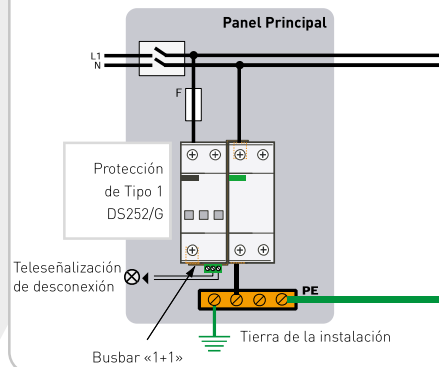 Panel Principal
L1
N
F
Protección
de Tipo 1
DS252/G
Teleseñalización
de desconexión
PE
Tierra de la instalación
Busbar «1+1»